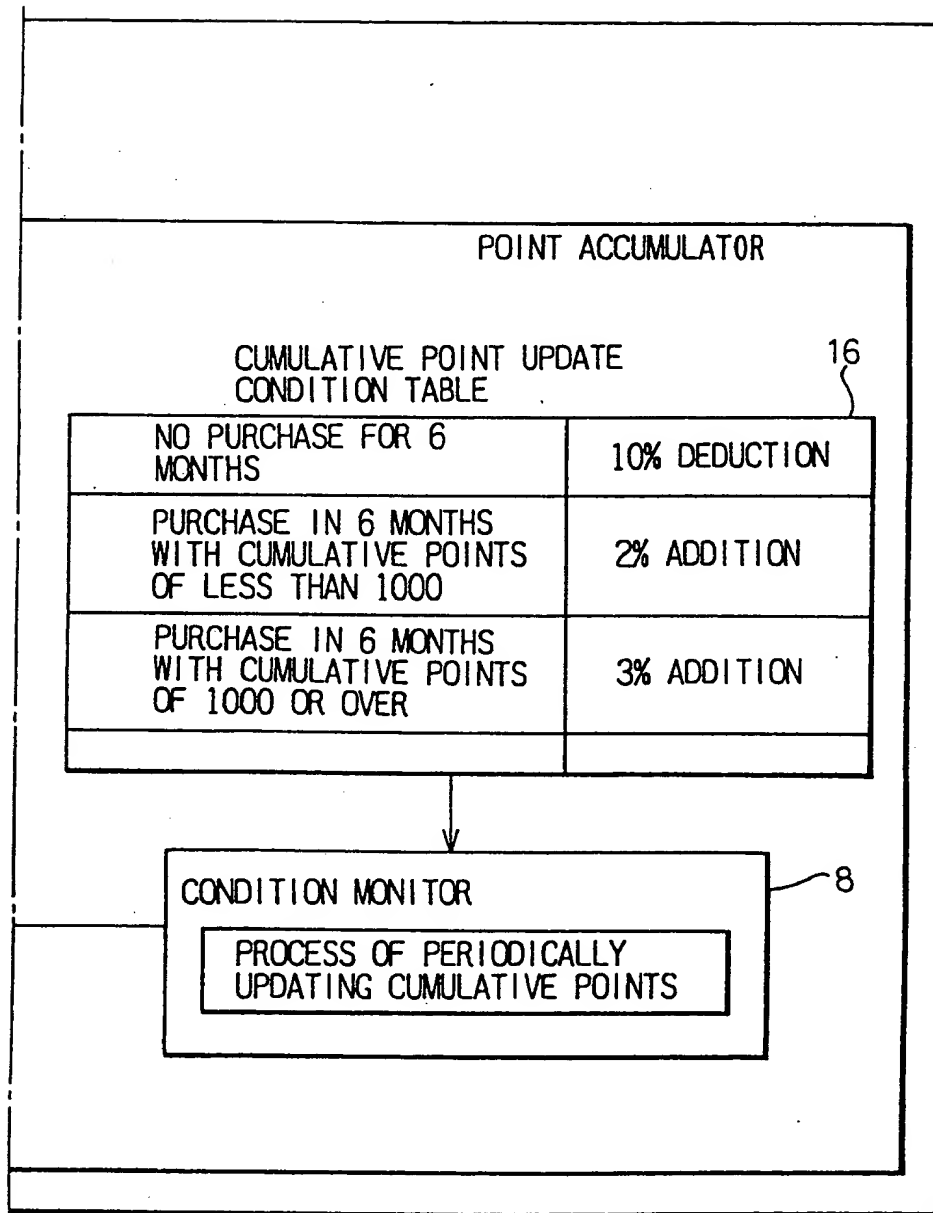 POINT ACCUMULATOR
CUMULATIVE POINT UPDATE
CONDITION TABLE
16
NO PURCHASE FOR 6
MONTHS
10% DEDUCTION
PURCHASE IN 6 MONTHS
WITH CUMULATIVE POINTS
OF LESS THAN 1000
2% ADDITION
PURCHASE IN 6 MONTHS
WITH CUMULATIVE POINTS
OF 1000 OR OVER
3% ADDITION
8
CONDITION MONITOR
PROCESS OF PERIODICALLY
UPDATING CUMULATIVE POINTS